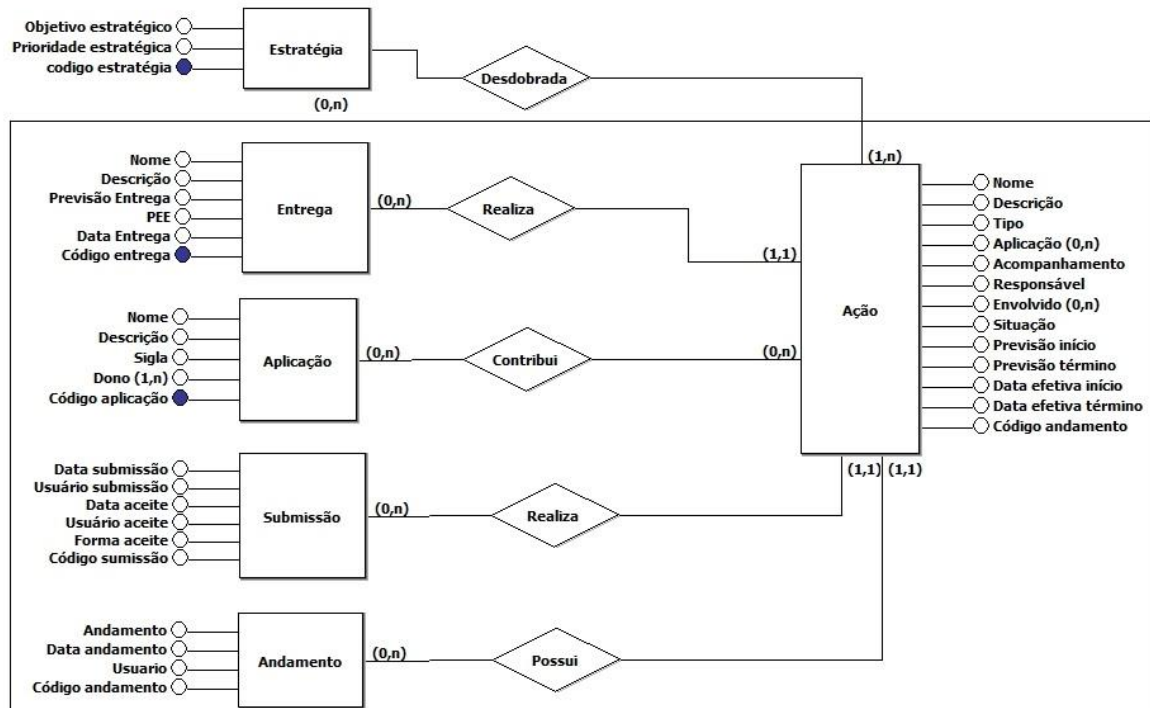 Objetivo estratégico
Prioridade estratégica
codigo estratégia
Estratégia
Desdobrada
(0,n)
(1,n)
Nome
Descrição
Previsão Entrega
PEE
Data Entrega
Código entrega
Entrega
(0,n)
Realiza
(1,1)
Nome
Descrição
Sigla
Dono (1,n)
Código aplicação
Aplicação
(0,n)
Contribui
(0,n)
Data submissão
Usuário submissão
Data aceite
Usuário aceite
Forma aceite
Código sumissão
Submissão
(0,n)
Realiza
(1,1)
Andamento
Data andamento
Usuario
Código andamento
Andamento
(0,n)
Possui
(1,1)
Ação
Nome
Descrição
Tipo
Aplicação (0,n)
Acompanhamento
Responsável
Envolvido (0,n)
Situação
Previsão início
Previsão término
Data efetiva início
Data efetiva término
Código andamento